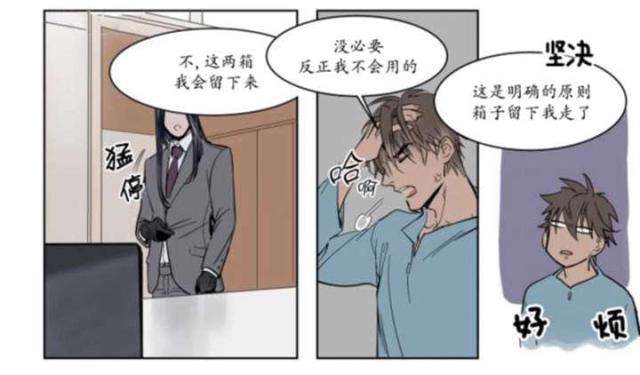 不,这两箱
我会留下来
猛
停
没必要
反正我不会用的
哈
啊
坚决
这是明确的原则
箱子留下我走了
好烦